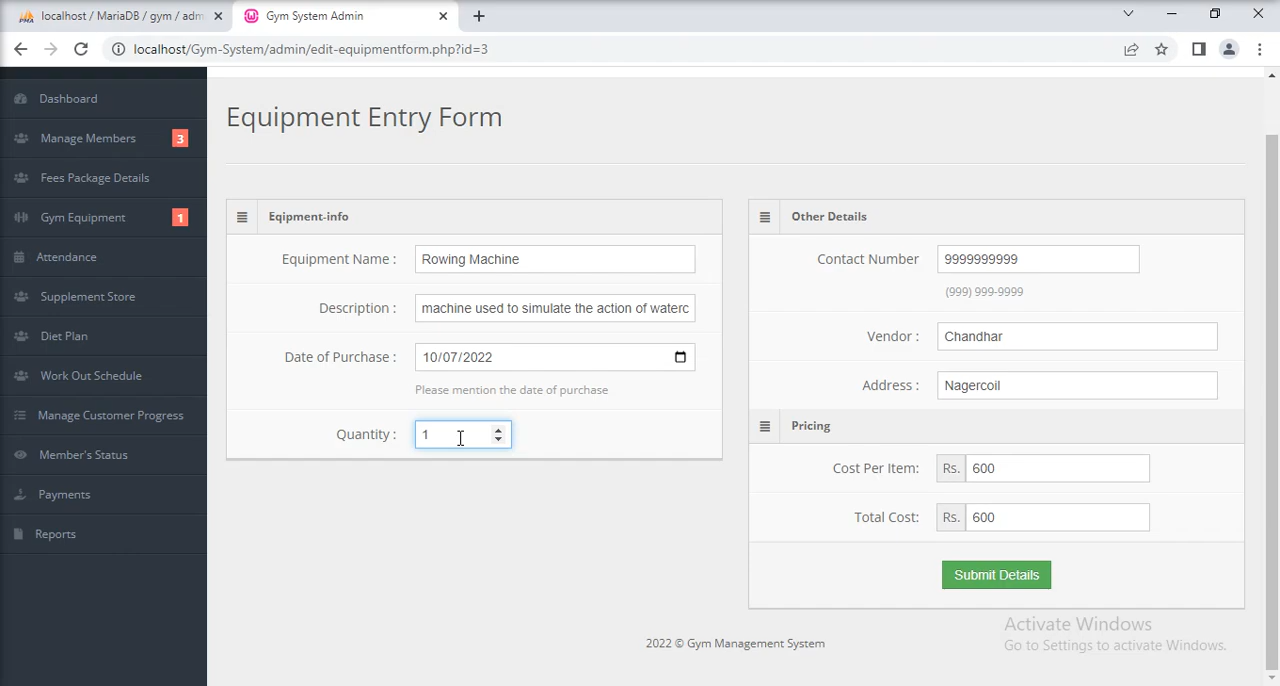 localhost / MariaDB / gym / adm
Gym System Admin
localhost/Gym-System/admin/edit-equipmentform.php?id=3
Dashboard
Manage Members 3
Fees Package Details
Gym Equipment 1
Attendance
Supplement Store
Diet Plan
Work Out Schedule
Manage Customer Progress
Member's Status
Payments
Reports
Equipment Entry Form
Eqipment-info
Equipment Name : Rowing Machine
Description : machine used to simulate the action of waterc
Date of Purchase : 10/07/2022
Please mention the date of purchase
Quantity : 1
Other Details
Contact Number 9999999999
(999) 999-9999
Vendor : Chandhar
Address : Nagercoil
Pricing
Cost Per Item: Rs. 600
Total Cost: Rs. 600
Submit Details
2022 © Gym Management System
Activate Windows
Go to Settings to activate Windows.